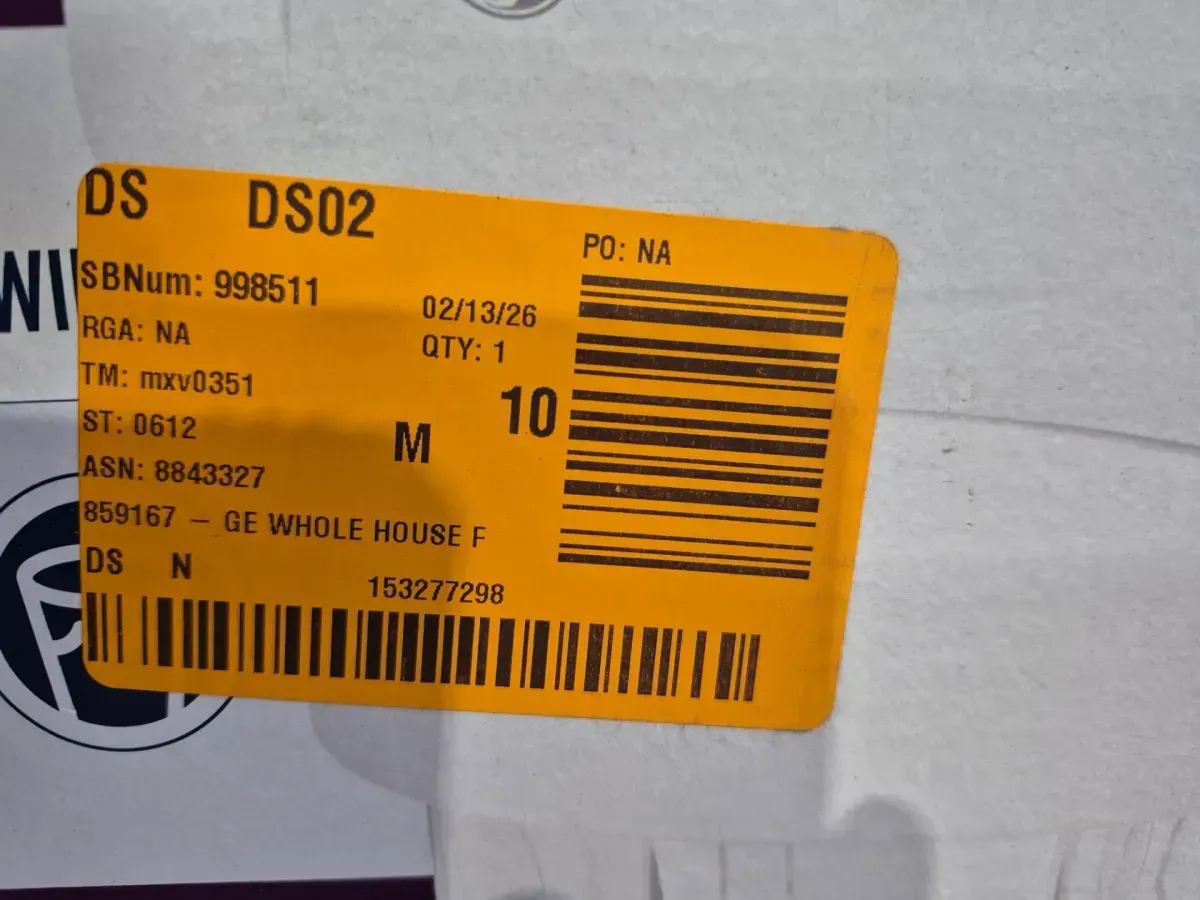 DS DS02
PO: NA
SBNum: 998511
02/13/26
RGA: NA
QTY: 1
TM: mxv0351
10
ST: 0612
M
ASN: 8843327
859167 – GE WHOLE HOUSE F
DS N
153277298